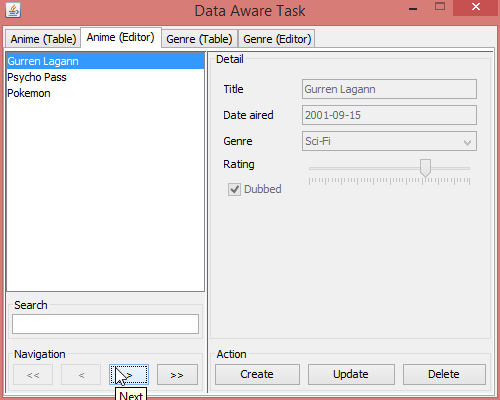 Data Aware Task
Anime (Table) Anime (Editor) Genre (Table) Genre (Editor)
Gurren Lagann
Psycho Pass
Pokemon
Search
Navigation
<< < > >>
Next
Detail
Title Gurren Lagann
Date aired 2001-09-15
Genre Sci-Fi
Rating
Dubbed
Action
Create Update Delete